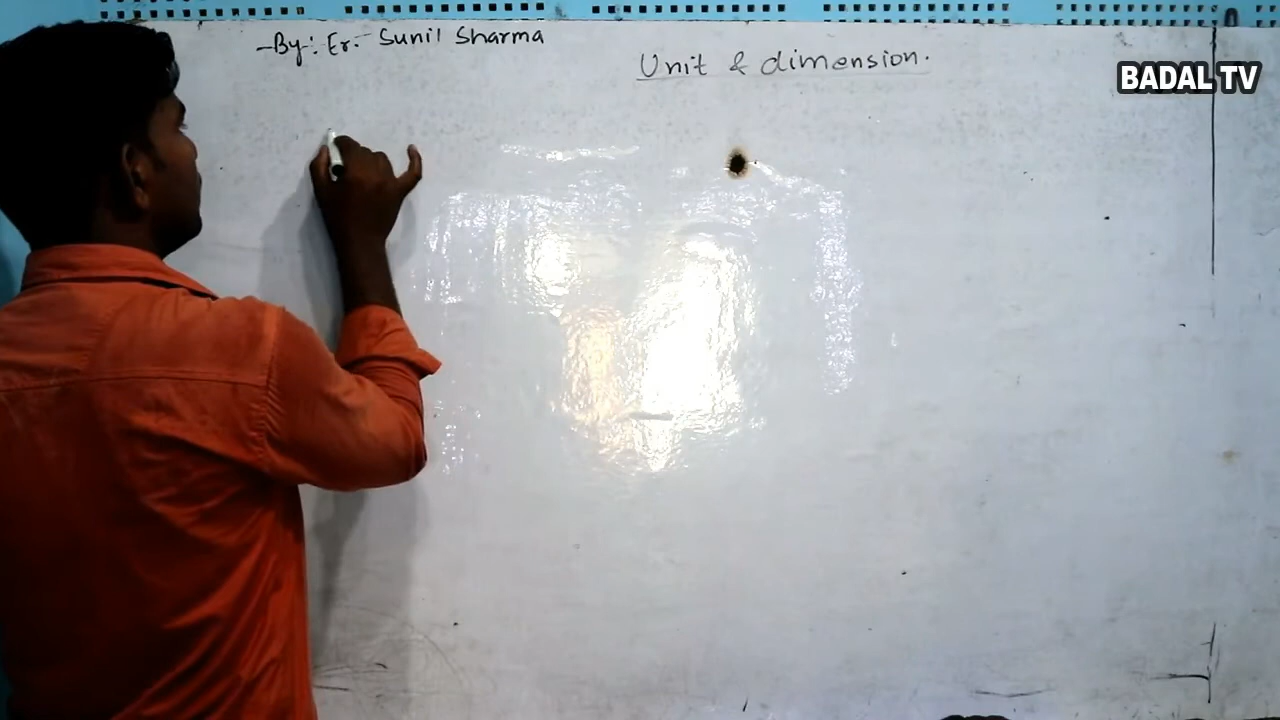 By:- Er.- Sunil Sharma
Unit & dimension.
BADAL TV